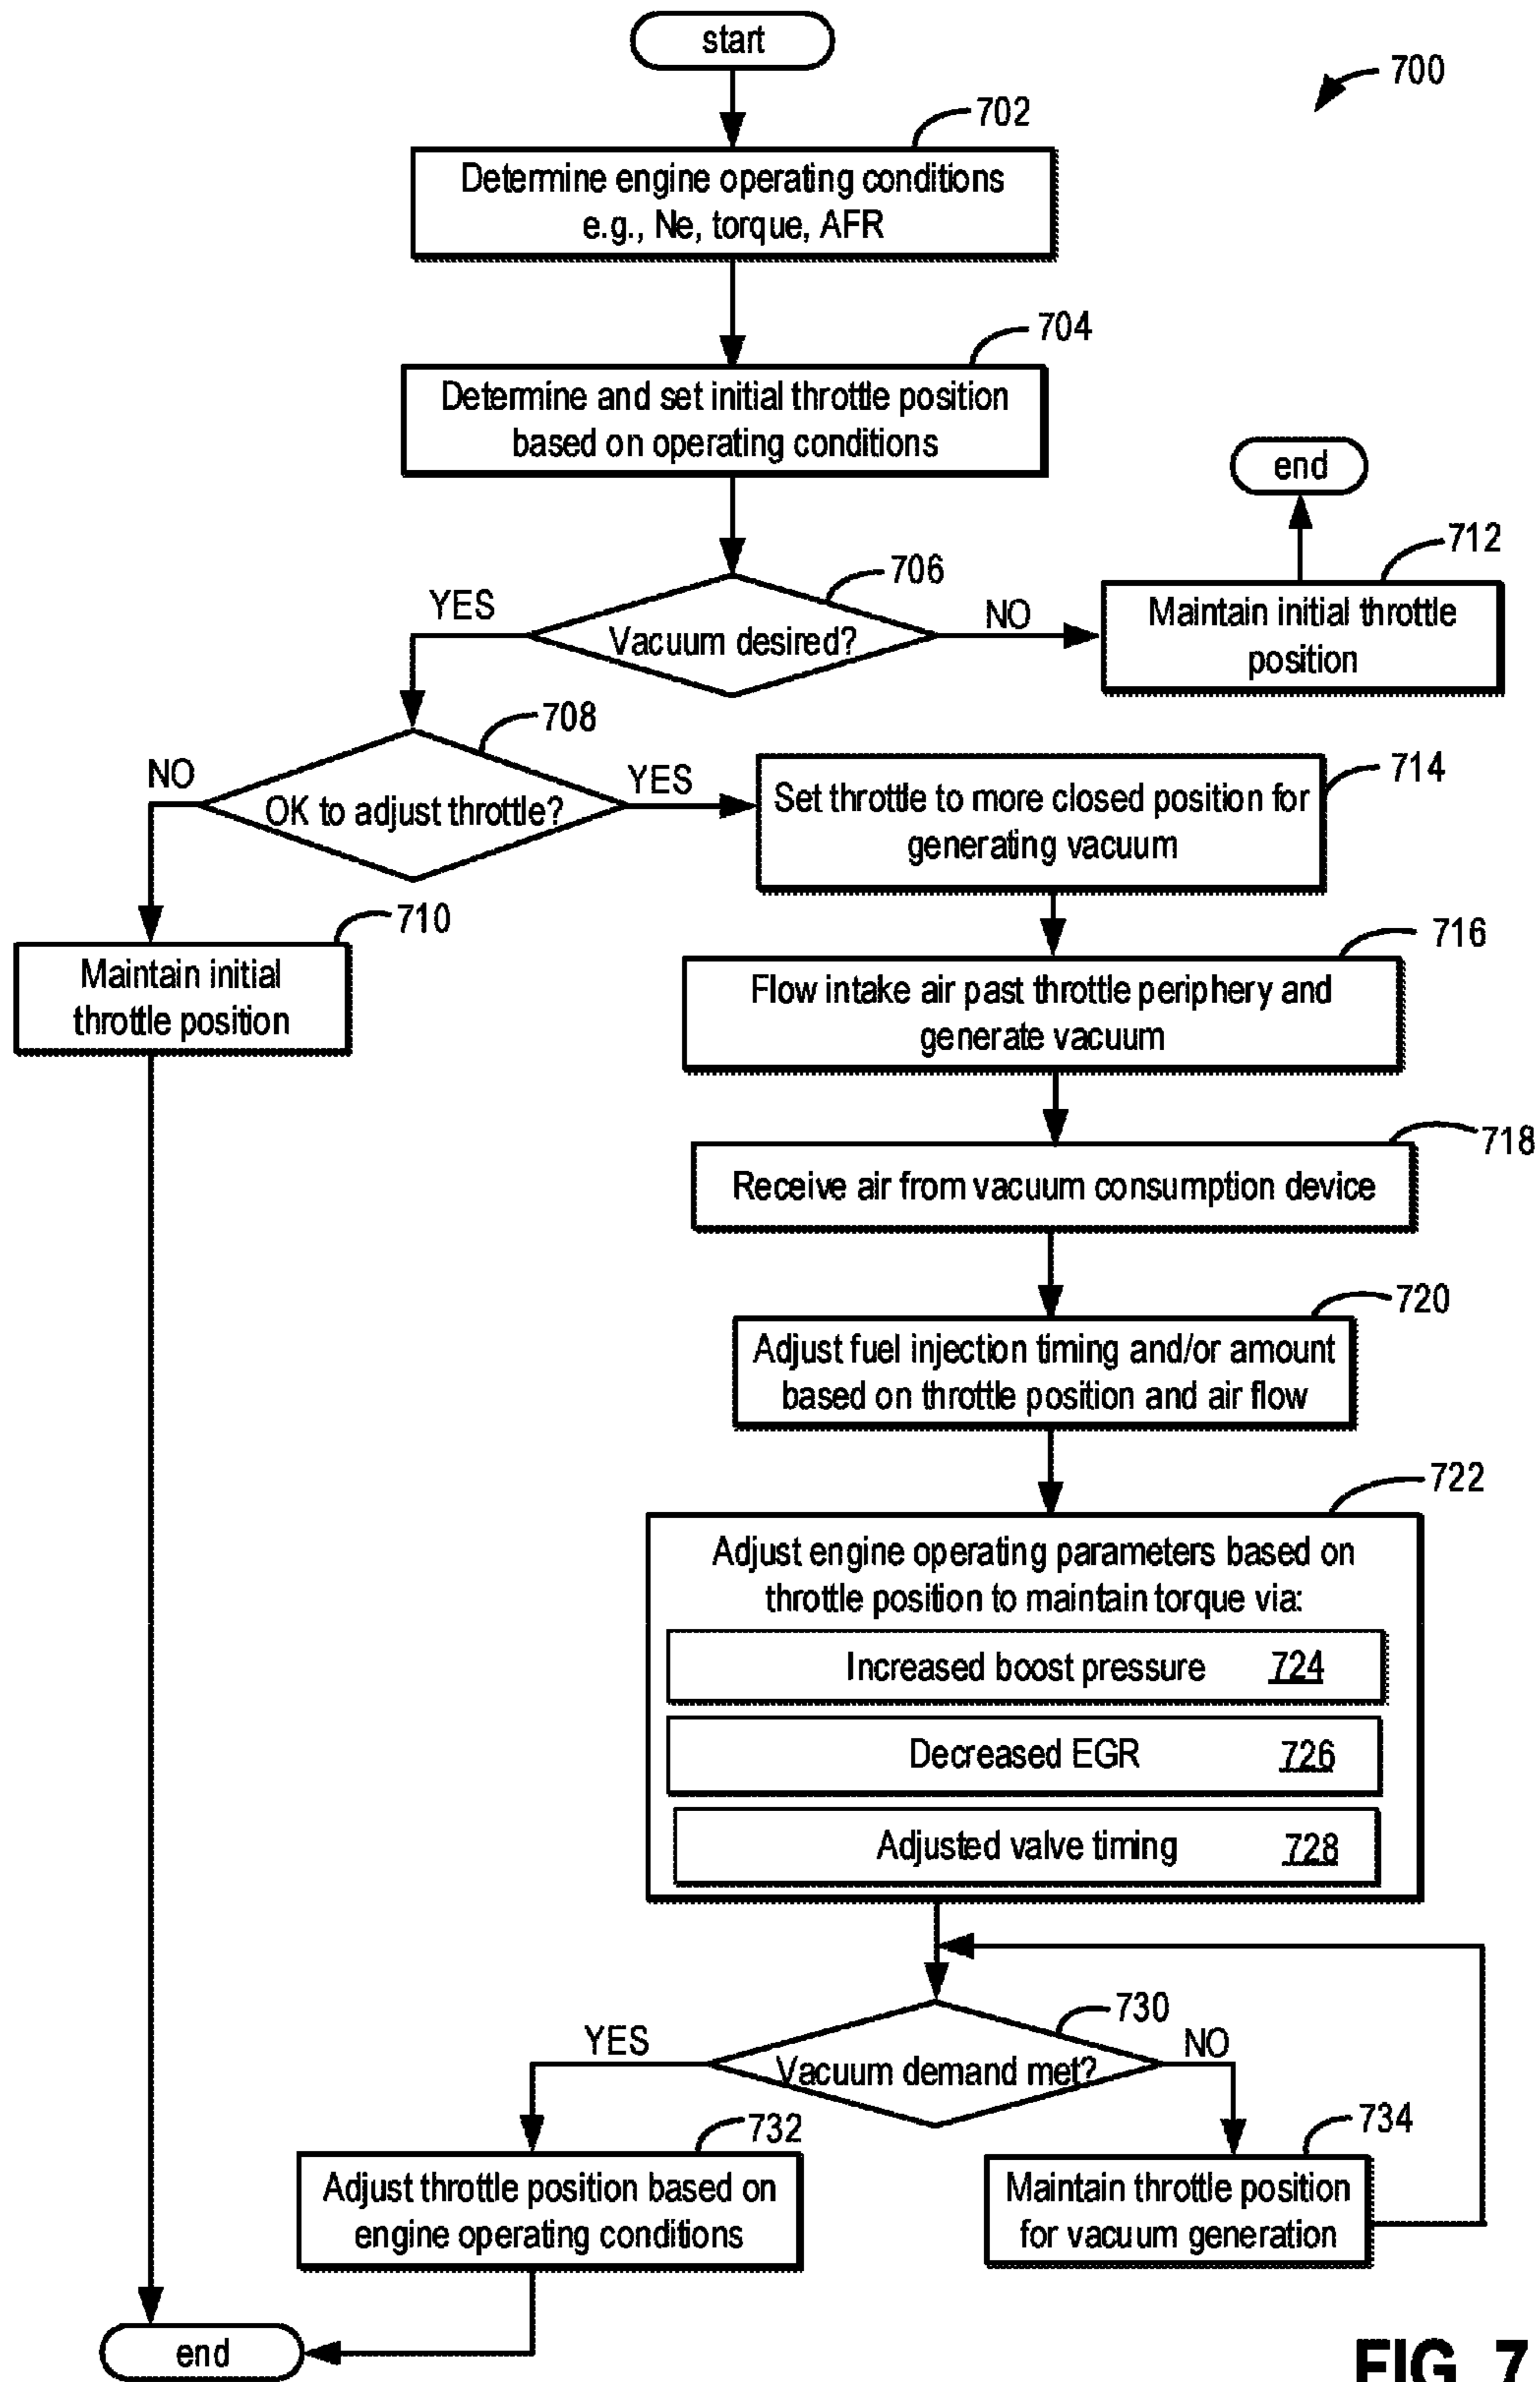 start
700
702
Determine engine operating conditions
e.g., Ne, torque, AFR
704
Determine and set initial throttle position
based on operating conditions
end
712
706
YES
Vacuum desired?
NO
Maintain initial throttle
position
708
NO
OK to adjust throttle?
YES
714
Set throttle to more closed position for
generating vacuum
710
Maintain initial
throttle position
716
Flow intake air past throttle periphery and
generate vacuum
718
Receive air from vacuum consumption device
720
Adjust fuel injection timing and/or amount
based on throttle position and air flow
722
Adjust engine operating parameters based on
throttle position to maintain torque via:
Increased boost pressure 724
Decreased EGR 726
Adjusted valve timing 728
730
YES
Vacuum demand met?
NO
732
734
Adjust throttle position based on
engine operating conditions
Maintain throttle position
for vacuum generation
end
FIG. 7